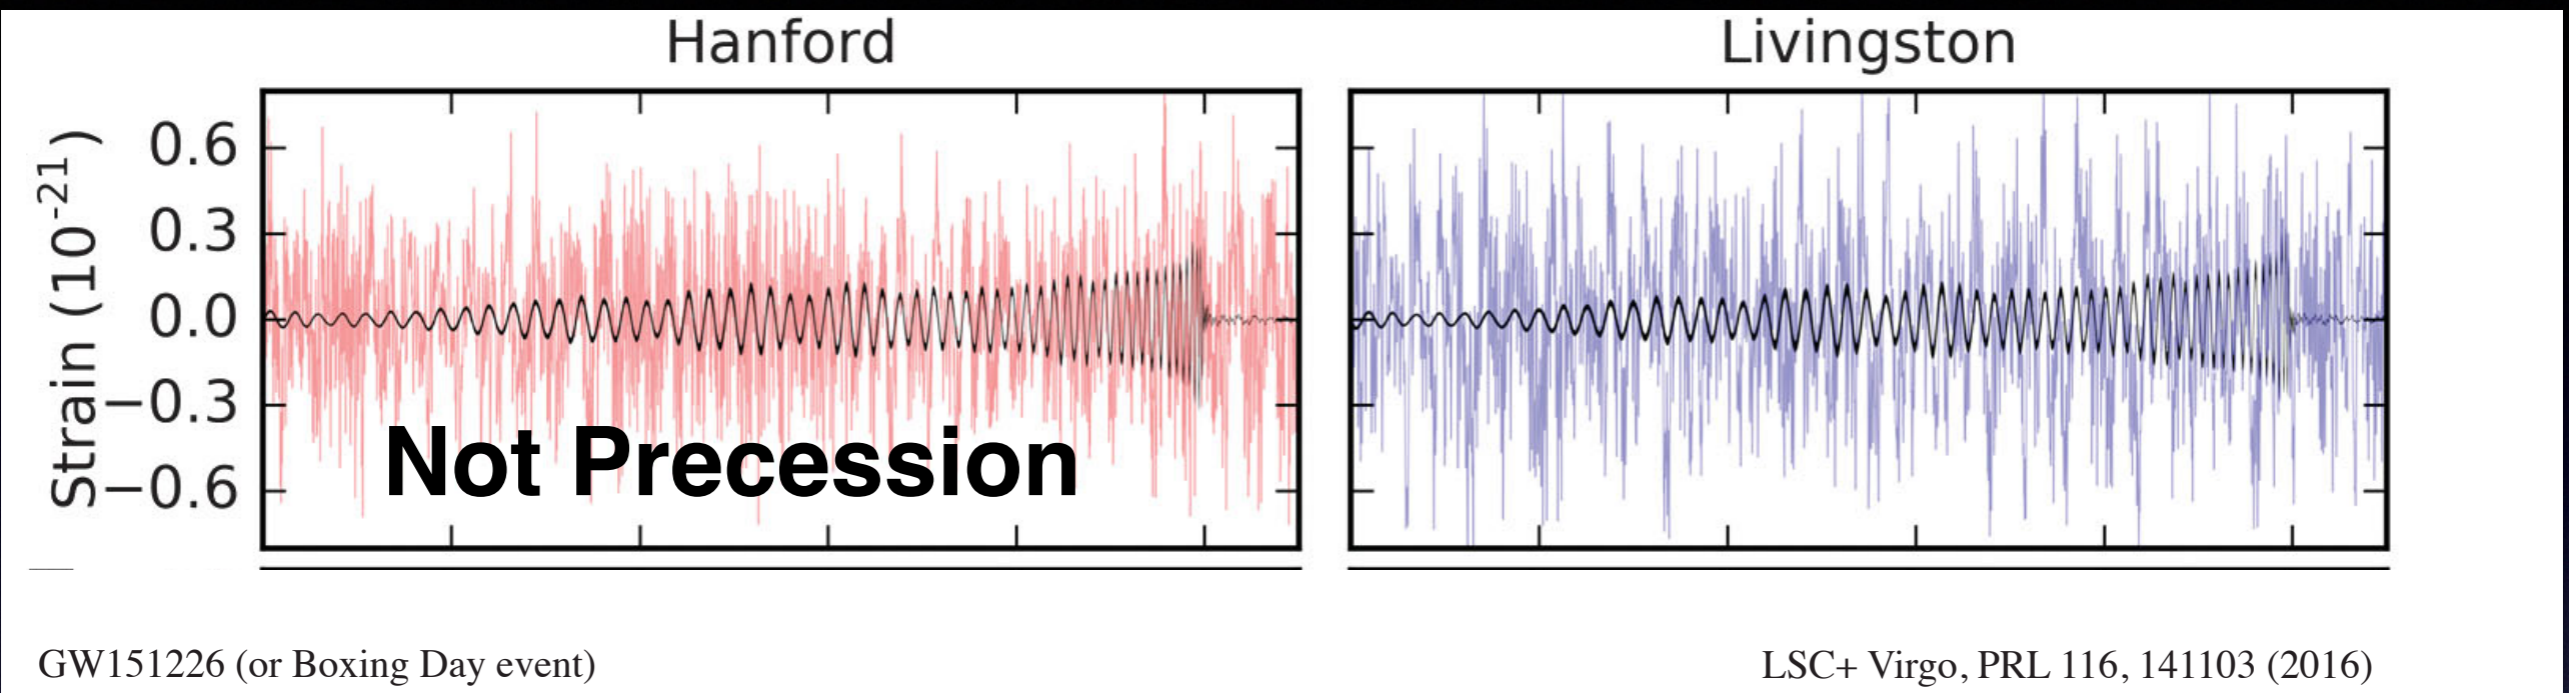 Hanford
Livingston
Strain (10⁻²¹)
0.6
0.3
0.0
−0.3
−0.6
Not Precession
GW151226 (or Boxing Day event)
LSC+ Virgo, PRL 116, 141103 (2016)